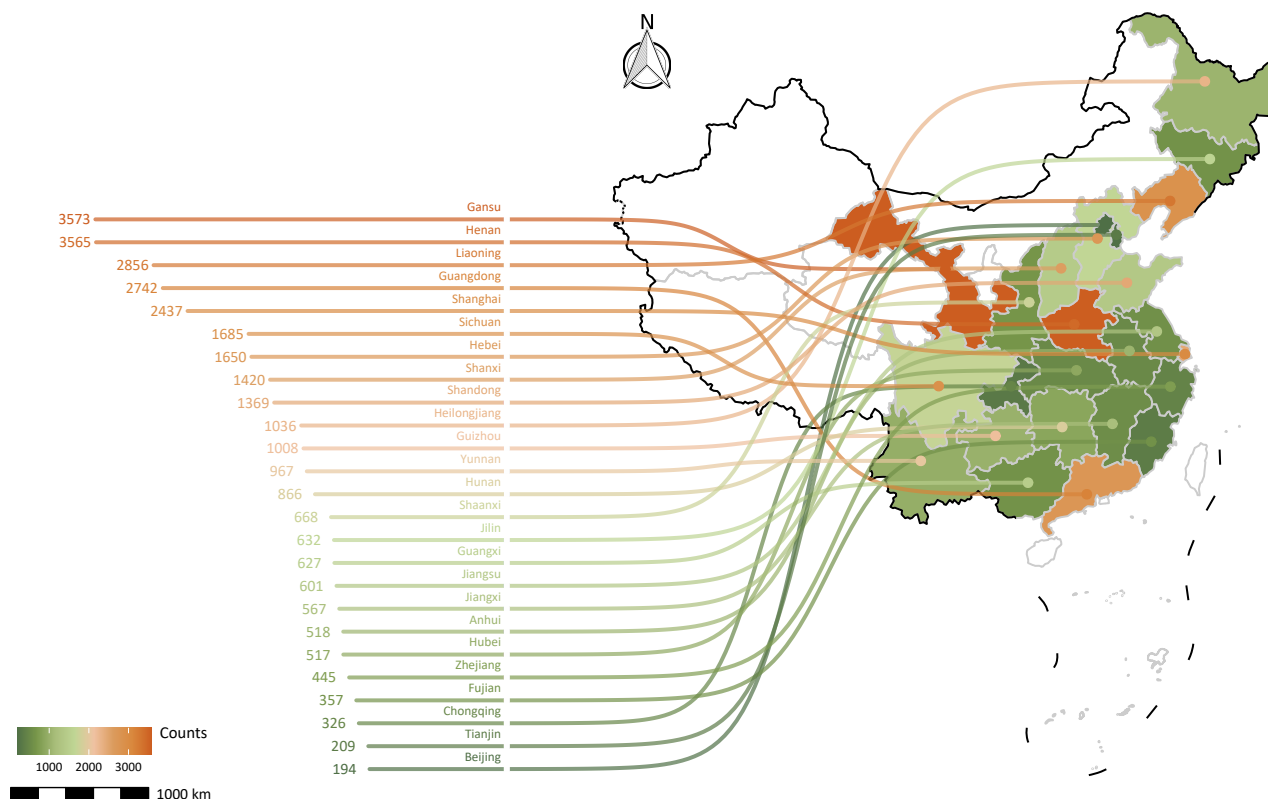 N
Gansu
3573
Henan
3565
Liaoning
2856
Guangdong
2742
Shanghai
2437
Sichuan
1685
Hebei
1650
Shanxi
1420
Shandong
1369
Heilongjiang
1036
Guizhou
1008
Yunnan
967
Hunan
866
Shaanxi
668
Jilin
632
Guangxi
627
Jiangsu
601
Jiangxi
567
Anhui
518
Hubei
517
Zhejiang
445
Fujian
357
Chongqing
326
Tianjin
209
Beijing
194
Counts
1000 2000 3000
1000 km